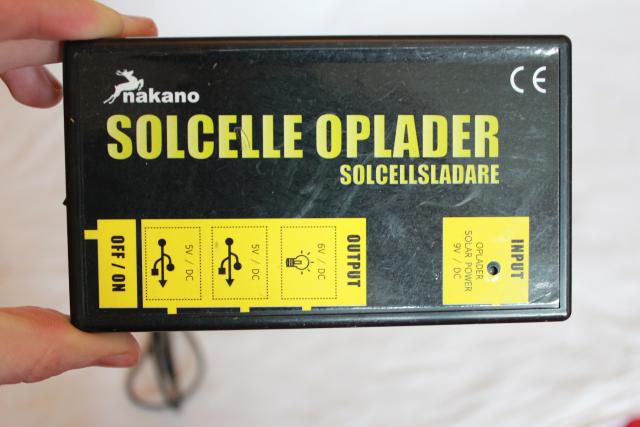 nakano
CE
SOLCELLE OPLADER
SOLCELLSLADARE
OFF / ON
5V / DC
5V / DC
6V / DC
OUTPUT
OPLADER
SOLAR POWER
9V / DC
INPUT